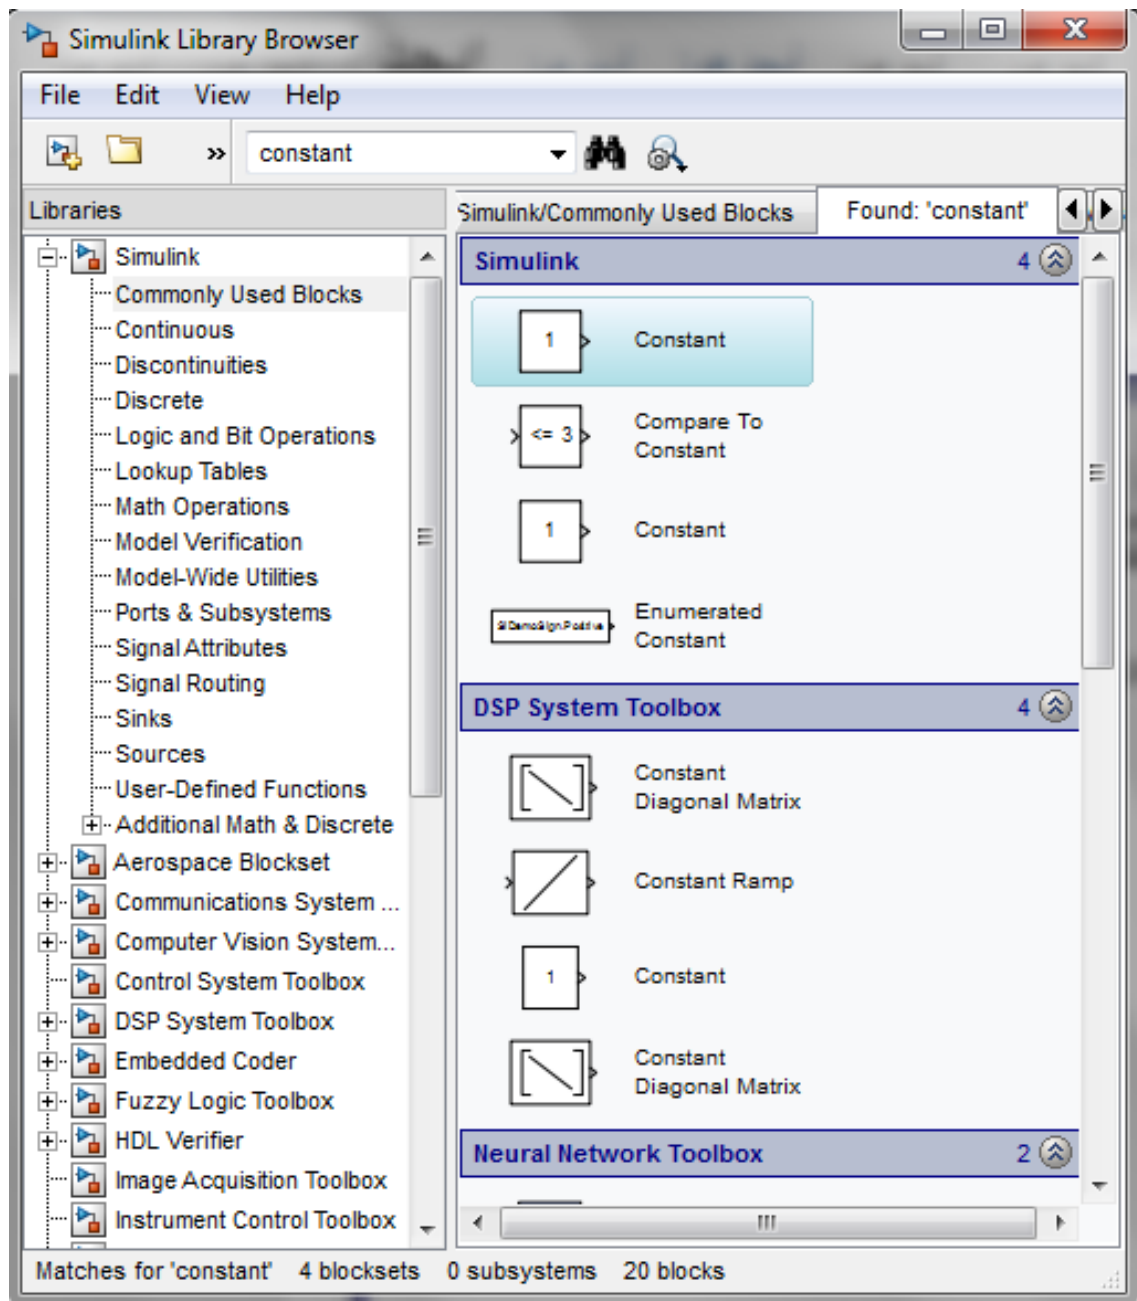 Simulink Library Browser
File Edit View Help
» constant
Libraries
Simulink
Commonly Used Blocks
Continuous
Discontinuities
Discrete
Logic and Bit Operations
Lookup Tables
Math Operations
Model Verification
Model-Wide Utilities
Ports & Subsystems
Signal Attributes
Signal Routing
Sinks
Sources
User-Defined Functions
Additional Math & Discrete
Aerospace Blockset
Communications System ...
Computer Vision System...
Control System Toolbox
DSP System Toolbox
Embedded Coder
Fuzzy Logic Toolbox
HDL Verifier
Image Acquisition Toolbox
Instrument Control Toolbox
Simulink/Commonly Used Blocks
Found: 'constant'
Simulink 4
1 Constant
<= 3 Compare To
Constant
1 Constant
SlDemoSign.Positive Enumerated
Constant
DSP System Toolbox 4
Constant
Diagonal Matrix
Constant Ramp
1 Constant
Constant
Diagonal Matrix
Neural Network Toolbox 2
Matches for 'constant' 4 blocksets 0 subsystems 20 blocks